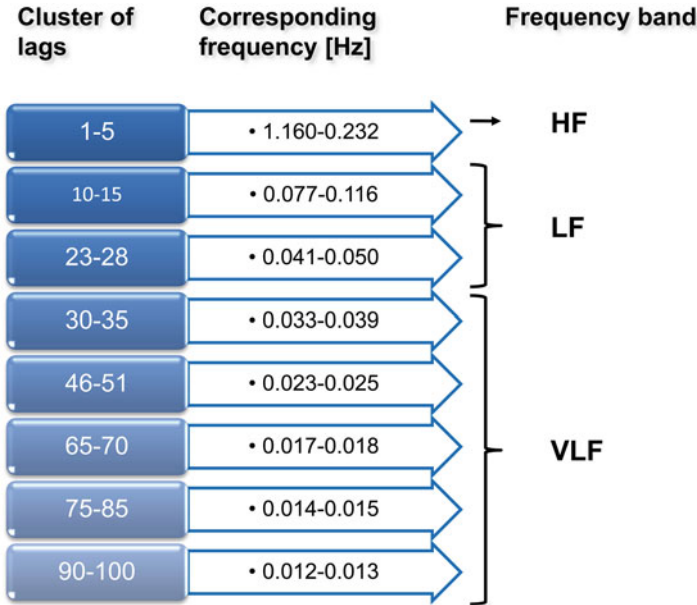 Cluster of lags
Corresponding frequency [Hz]
Frequency band
1-5
• 1.160-0.232
HF
10-15
• 0.077-0.116
23-28
• 0.041-0.050
LF
30-35
• 0.033-0.039
46-51
• 0.023-0.025
65-70
• 0.017-0.018
75-85
• 0.014-0.015
90-100
• 0.012-0.013
VLF